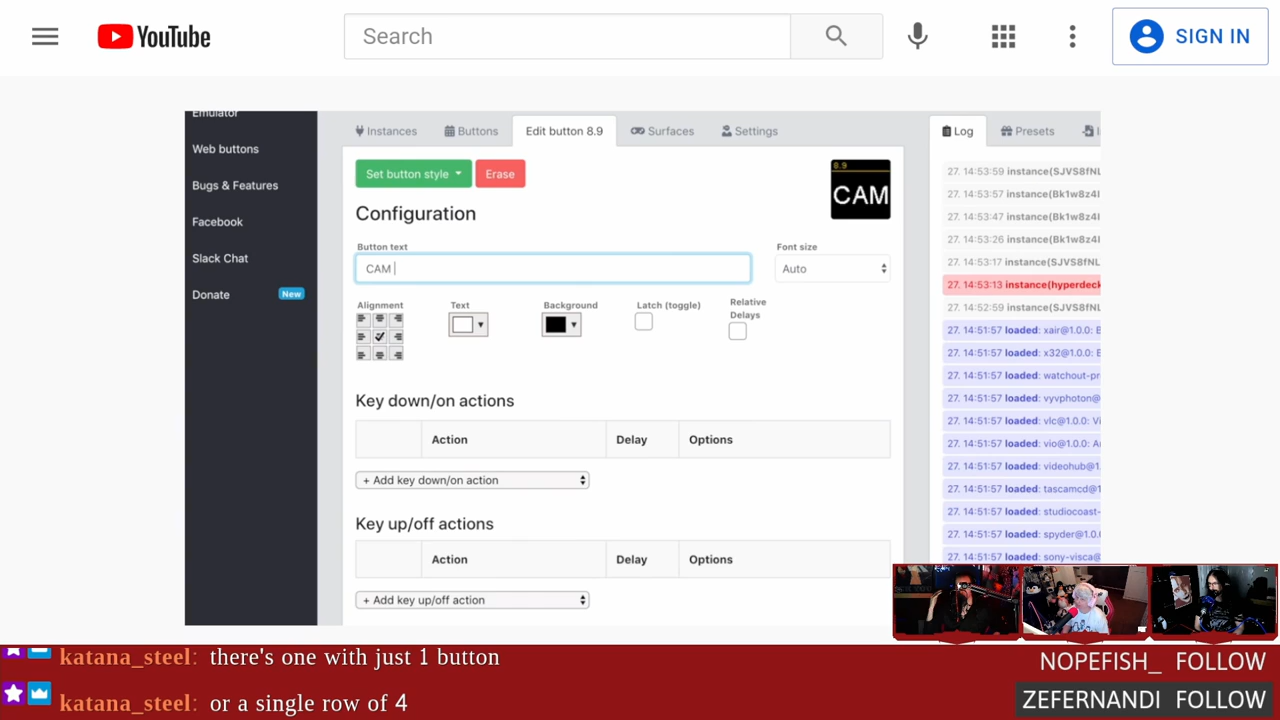 YouTube
Search
SIGN IN
Emulator
Web buttons
Bugs & Features
Facebook
Slack Chat
Donate New
Instances Buttons Edit button 8.9 Surfaces Settings
Set button style Erase
8.9
CAM
Configuration
Button text
CAM
Font size
Auto
Alignment Text Background Latch (toggle) Relative Delays
Key down/on actions
Action Delay Options
+ Add key down/on action
Key up/off actions
Action Delay Options
+ Add key up/off action
Log Presets
27. 14:53:59 instance(SJVS8fNL
27. 14:53:57 instance(Bk1w8z4l
27. 14:53:47 instance(Bk1w8z4l
27. 14:53:26 instance(Bk1w8z4l
27. 14:53:17 instance(SJVS8fNL
27. 14:53:13 instance(hyperdeck
27. 14:52:59 instance(SJVS8fNL
27. 14:51:57 loaded: xair@1.0.0: B
27. 14:51:57 loaded: x32@1.0.0: E
27. 14:51:57 loaded: watchout-pr
27. 14:51:57 loaded: vyvphoton@
27. 14:51:57 loaded: vlc@1.0.0: Vi
27. 14:51:57 loaded: vio@1.0.0: A
27. 14:51:57 loaded: videohub@1.
27. 14:51:57 loaded: tascamcd@1
27. 14:51:57 loaded: studiocoast-
27. 14:51:57 loaded: spyder@1.0.
27. 14:51:57 loaded: sony-visca@
katana_steel: there's one with just 1 button
katana_steel: or a single row of 4
NOPEFISH_ FOLLOW
ZEFERNANDI FOLLOW